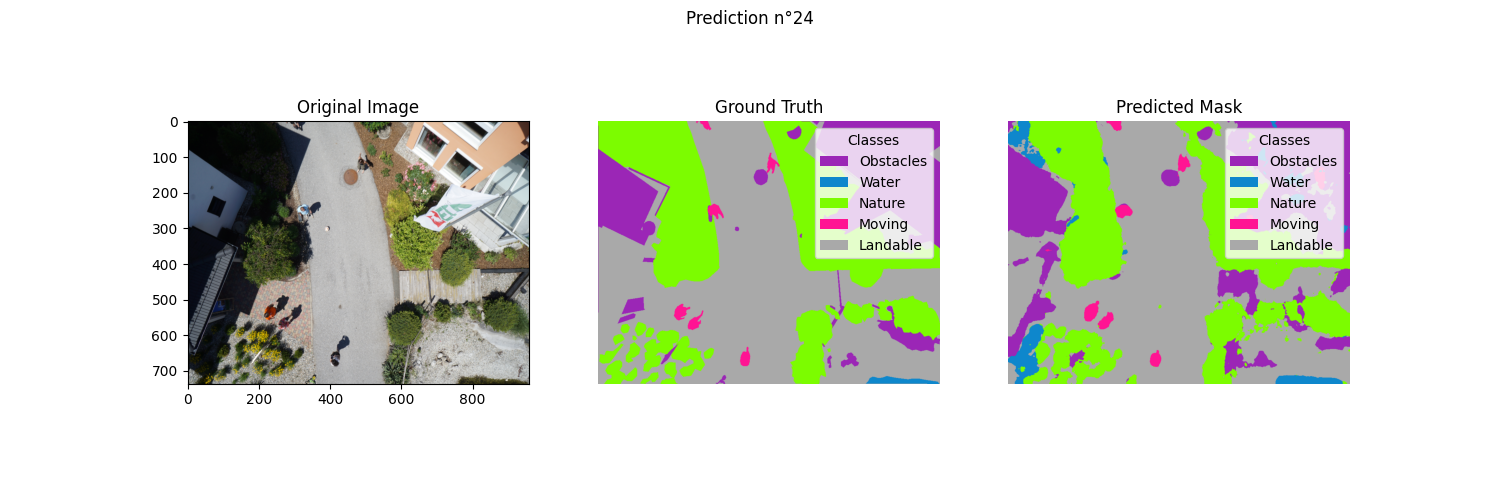 Prediction n°24
Original Image
0
100
200
300
400
500
600
700
0
200
400
600
800
Ground Truth
Classes
Obstacles
Water
Nature
Moving
Landable
Predicted Mask
Classes
Obstacles
Water
Nature
Moving
Landable